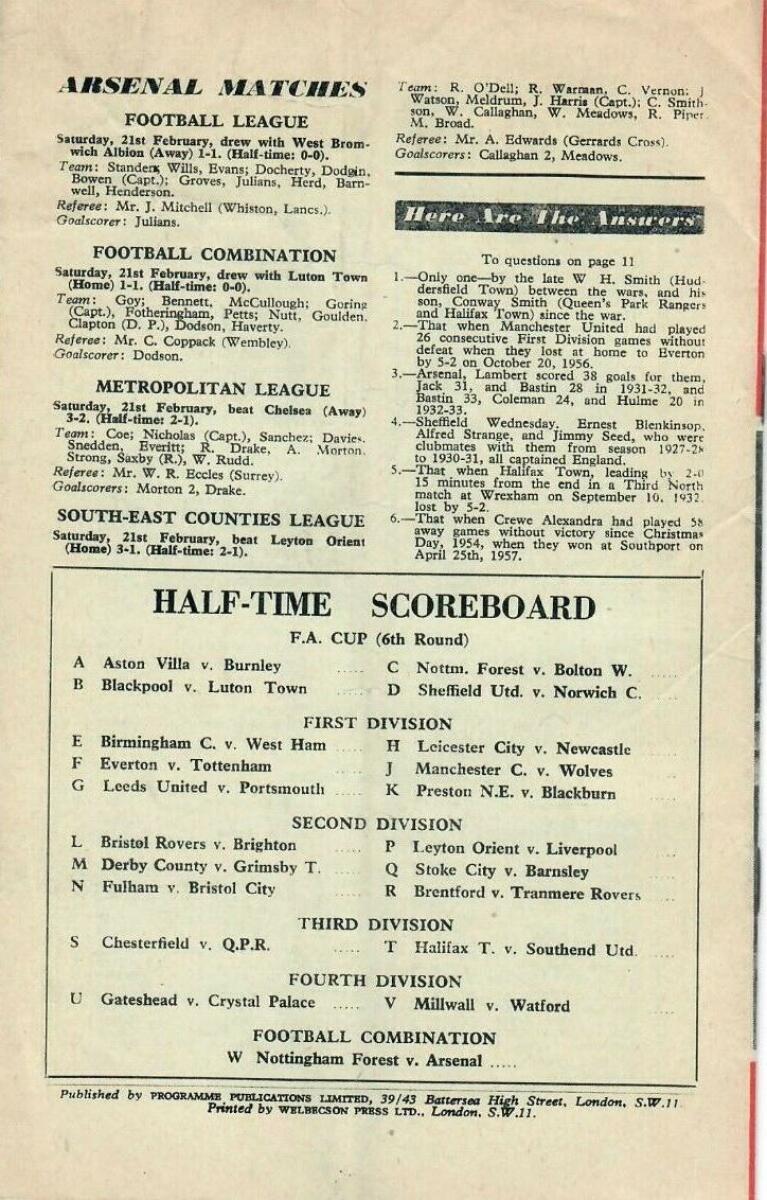 ARSENAL MATCHES
FOOTBALL LEAGUE
Saturday, 21st February, drew with West Brom-
wich Albion (Away) 1-1. (Half-time: 0-0).
Team: Standen, Wills, Evans; Docherty, Dodgin,
Bowen (Capt.); Groves, Julians, Herd, Barn-
well, Henderson.
Referee: Mr. J. Mitchell (Whiston, Lancs.).
Goalscorer: Julians.
FOOTBALL COMBINATION
Saturday, 21st February, drew with Luton Town
(Home) 1-1. (Half-time: 0-0).
Team: Goy; Bennett, McCullough; Goring
(Capt.), Fotheringham, Petts; Nutt, Goulden,
Clapton (D. P.), Dodson, Haverty.
Referee: Mr. C. Coppack (Wembley).
Goalscorer: Dodson.
METROPOLITAN LEAGUE
Saturday, 21st February, beat Chelsea (Away)
3-2. (Half-time: 2-1).
Team: Coe; Nicholas (Capt.), Sanchez; Davies,
Snedden, Everitt; R. Drake, A. Morton,
Strong, Saxby (R.), W. Rudd.
Referee: Mr. W. R. Eccles (Surrey).
Goalscorers: Morton 2, Drake.
SOUTH-EAST COUNTIES LEAGUE
Saturday, 21st February, beat Leyton Orient
(Home) 3-1. (Half-time: 2-1).
Team: R. O'Dell; R. Warman, C. Vernon; J
Watson, Meldrum, J. Harris (Capt.); C. Smith-
son, W. Callaghan, W. Meadows, R. Piper
M. Broad.
Referee: Mr. A. Edwards (Gerrards Cross).
Goalscorers: Callaghan 2, Meadows.
Here Are The Answers
To questions on page 11
1.—Only one—by the late W H. Smith (Hud-
dersfield Town) between the wars, and his
son, Conway Smith (Queen's Park Rangers
and Halifax Town) since the war.
2.—That when Manchester United had played
26 consecutive First Division games without
defeat when they lost at home to Everton
by 5-2 on October 20, 1956.
3.—Arsenal, Lambert scored 38 goals for them,
Jack 31, and Bastin 28 in 1931-32, and
Bastin 33, Coleman 24, and Hulme 20 in
1932-33.
4.—Sheffield Wednesday. Ernest Blenkinsop,
Alfred Strange, and Jimmy Seed, who were
clubmates with them from season 1927-28
to 1930-31, all captained England.
5.—That when Halifax Town, leading by 2-0
15 minutes from the end in a Third North
match at Wrexham on September 10, 1932,
lost by 5-2.
6.—That when Crewe Alexandra had played 58
away games without victory since Christmas
Day, 1954, when they won at Southport on
April 25th, 1957.
HALF-TIME SCOREBOARD
F.A. CUP (6th Round)
A Aston Villa v. Burnley ..... C Nottm. Forest v. Bolton W. .....
B Blackpool v. Luton Town ..... D Sheffield Utd. v. Norwich C. .....
FIRST DIVISION
E Birmingham C. v. West Ham ..... H Leicester City v. Newcastle .....
F Everton v. Tottenham ..... J Manchester C. v. Wolves .....
G Leeds United v. Portsmouth ..... K Preston N.E. v. Blackburn .....
SECOND DIVISION
L Bristol Rovers v. Brighton ..... P Leyton Orient v. Liverpool .....
M Derby County v. Grimsby T. ..... Q Stoke City v. Barnsley .....
N Fulham v. Bristol City ..... R Brentford v. Tranmere Rovers .....
THIRD DIVISION
S Chesterfield v. Q.P.R. ..... T Halifax T. v. Southend Utd. .....
FOURTH DIVISION
U Gateshead v. Crystal Palace ..... V Millwall v. Watford .....
FOOTBALL COMBINATION
W Nottingham Forest v. Arsenal .....
Published by PROGRAMME PUBLICATIONS LIMITED, 39/43 Battersea High Street, London, S.W.11
Printed by WELBECSON PRESS LTD., London, S.W.11.